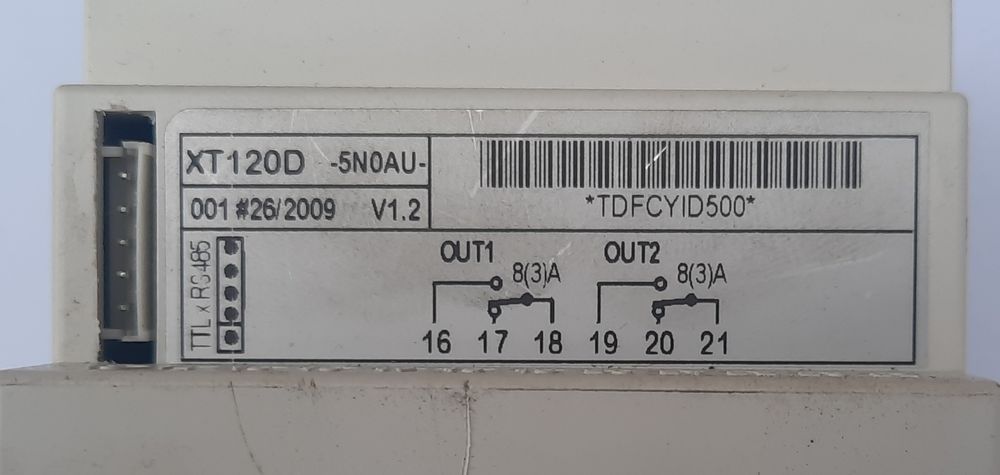 XT120D -5N0AU-
*TDFCYID500*
001 #26/2009 V1.2
TTL x RS485
OUT1 OUT2
8(3)A 8(3)A
16 17 18 19 20 21